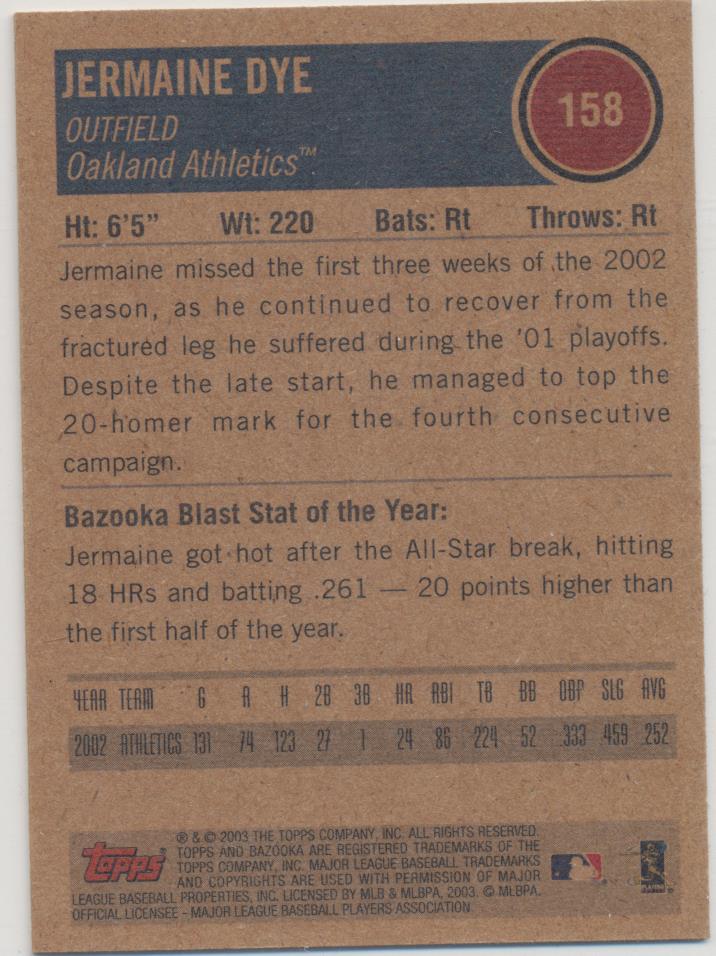 JERMAINE DYE
158
OUTFIELD
Oakland Athletics™
Ht: 6'5" Wt: 220 Bats: Rt Throws: Rt
Jermaine missed the first three weeks of the 2002
season, as he continued to recover from the
fractured leg he suffered during the '01 playoffs.
Despite the late start, he managed to top the
20-homer mark for the fourth consecutive
campaign.
Bazooka Blast Stat of the Year:
Jermaine got hot after the All-Star break, hitting
18 HRs and batting .261 — 20 points higher than
the first half of the year.
YEAR TEAM G R H 2B 3B HR RBI TB BB OBP SLG AVG
2002 ATHLETICS 131 74 123 27 1 24 86 224 52 .333 .459 .252
® & © 2003 THE TOPPS COMPANY, INC. ALL RIGHTS RESERVED.
TOPPS AND BAZOOKA ARE REGISTERED TRADEMARKS OF THE
TOPPS COMPANY, INC. MAJOR LEAGUE BASEBALL TRADEMARKS
AND COPYRIGHTS ARE USED WITH PERMISSION OF MAJOR
LEAGUE BASEBALL PROPERTIES, INC. LICENSED BY MLB & MLBPA, 2003. © MLBPA.
OFFICIAL LICENSEE - MAJOR LEAGUE BASEBALL PLAYERS ASSOCIATION
TOPPS®